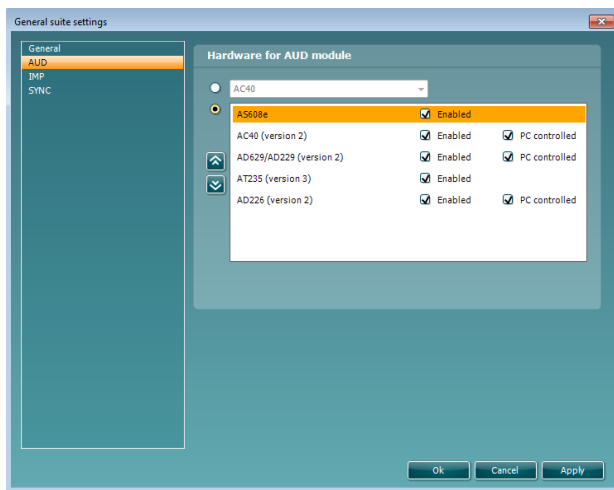 General suite settings
General
AUD
IMP
SYNC
Hardware for AUD module
AC40
AS608e Enabled
AC40 (version 2) Enabled PC controlled
AD629/AD229 (version 2) Enabled PC controlled
AT235 (version 3) Enabled
AD226 (version 2) Enabled PC controlled
Ok Cancel Apply